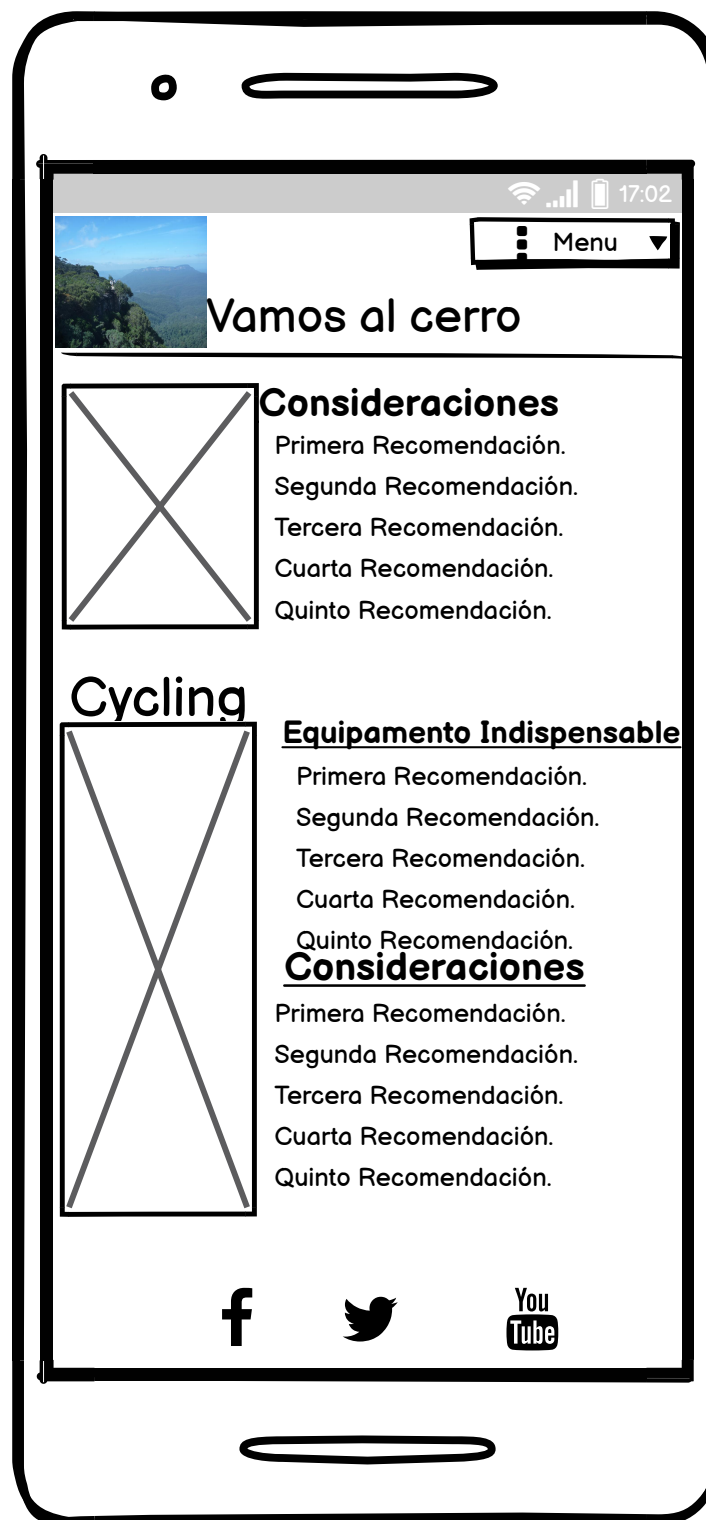 17:02
Menu
Vamos al cerro
Consideraciones
Primera Recomendación.
Segunda Recomendación.
Tercera Recomendación.
Cuarta Recomendación.
Quinto Recomendación.
Cycling
Equipamento Indispensable
Primera Recomendación.
Segunda Recomendación.
Tercera Recomendación.
Cuarta Recomendación.
Quinto Recomendación.
Consideraciones
Primera Recomendación.
Segunda Recomendación.
Tercera Recomendación.
Cuarta Recomendación.
Quinto Recomendación.
You
Tube